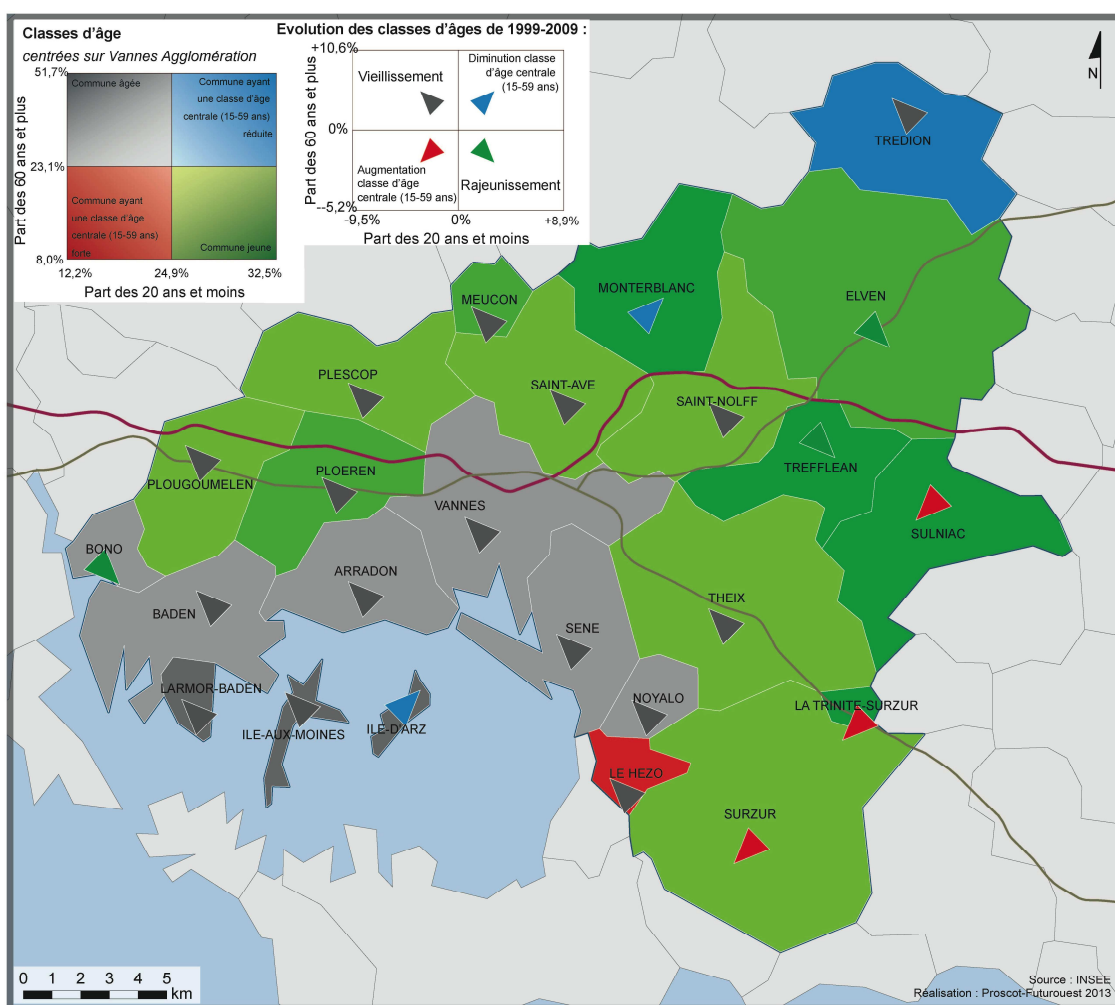 Classes d'âge
centrées sur Vannes Agglomération
51,7%
Part. des 60 ans et plus
Commune âgée
Commune ayant
une classe d'âge
centrale (15-59 ans)
réduite
23,1%
Commune ayant
une classe d'âge
centrale (15-59 ans)
forte
Commune jeune
8,0%
12,2%
24,9%
32,5%
Part des 20 ans et moins
Evolution des classes d'âges de 1999-2009 :
+10,6%
Part des 60 ans et plus
Vieillissement
Diminution classe
d'âge centrale
(15-59 ans)
0%
Augmentation
classe d'âge
centrale (15-59 ans)
Rajeunissement
--5,2%
-9,5%
0%
+8,9%
Part des 20 ans et moins
N
TREDION
MONTERBLANC
ELVEN
MEUCON
PLESCOP
SAINT-AVE
SAINT-NOLFF
TREFFLEAN
PLOEREN
PLOUGOUMELEN
VANNES
SULNIAC
BONO
ARRADON
BADEN
THEIX
SENE
LARMOR-BADEN
NOYALO
LA TRINITE-SURZUR
ILE-AUX-MOINES
ILE-D'ARZ
LE HEZO
SURZUR
0 1 2 3 4 5
km
Source : INSEE
Réalisation : Proscot-Futurouest 2013